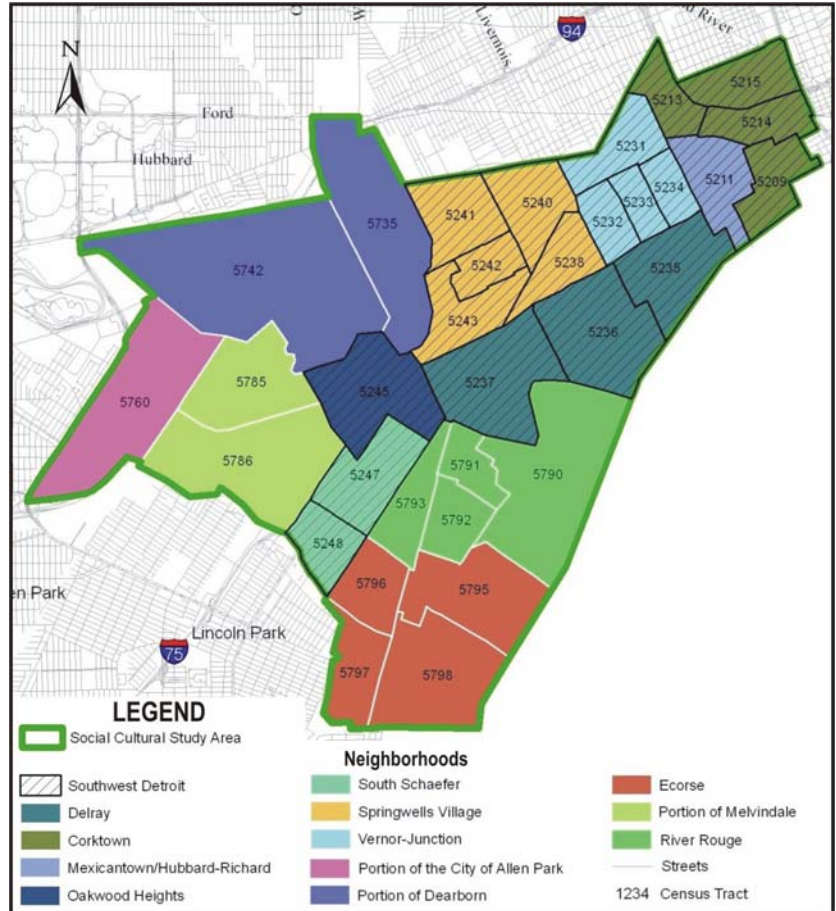 N
94
Livernois
d River
Ford
Hubbard
5215
5213
5214
5231
5211
5209
5234
5233
5232
5240
5241
5735
5242
5238
5235
5742
5243
5236
5237
5785
5245
5760
5786
5247
5791
5790
5793
5792
5248
5796
5795
5797
5798
en Park
Lincoln Park
75
LEGEND
Social Cultural Study Area
Neighborhoods
Southwest Detroit
Delray
Corktown
Mexicantown/Hubbard-Richard
Oakwood Heights
South Schaefer
Springwells Village
Vernor-Junction
Portion of the City of Allen Park
Portion of Dearborn
Ecorse
Portion of Melvindale
River Rouge
Streets
1234 Census Tract